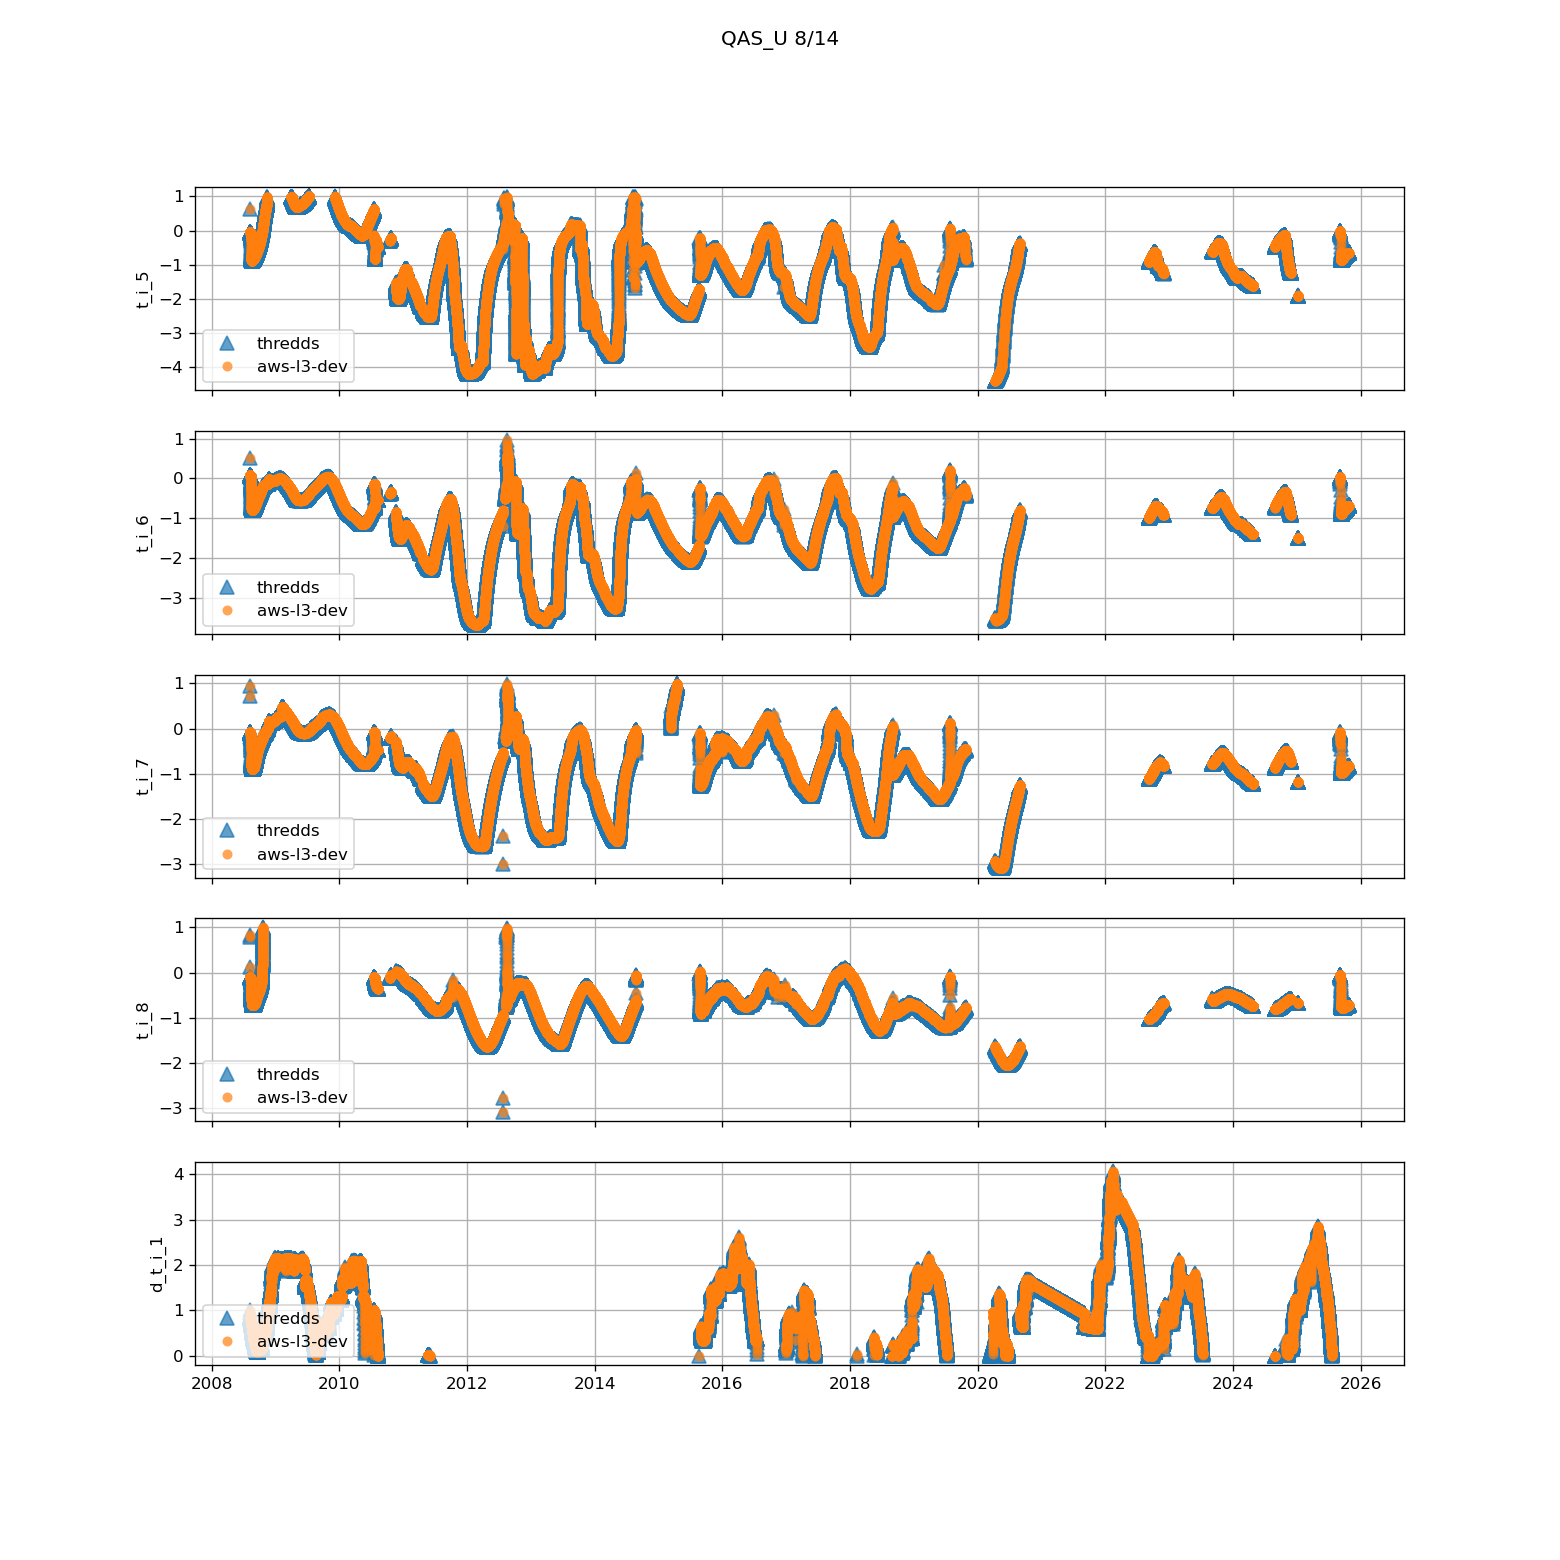 QAS_U 8/14
t_i_5
1
0
−1
−2
−3
−4
thredds
aws-l3-dev
t_i_6
1
0
−1
−2
−3
thredds
aws-l3-dev
t_i_7
1
0
−1
−2
−3
thredds
aws-l3-dev
t_i_8
1
0
−1
−2
−3
thredds
aws-l3-dev
d_t_i_1
4
3
2
1
0
thredds
aws-l3-dev
2008 2010 2012 2014 2016 2018 2020 2022 2024 2026